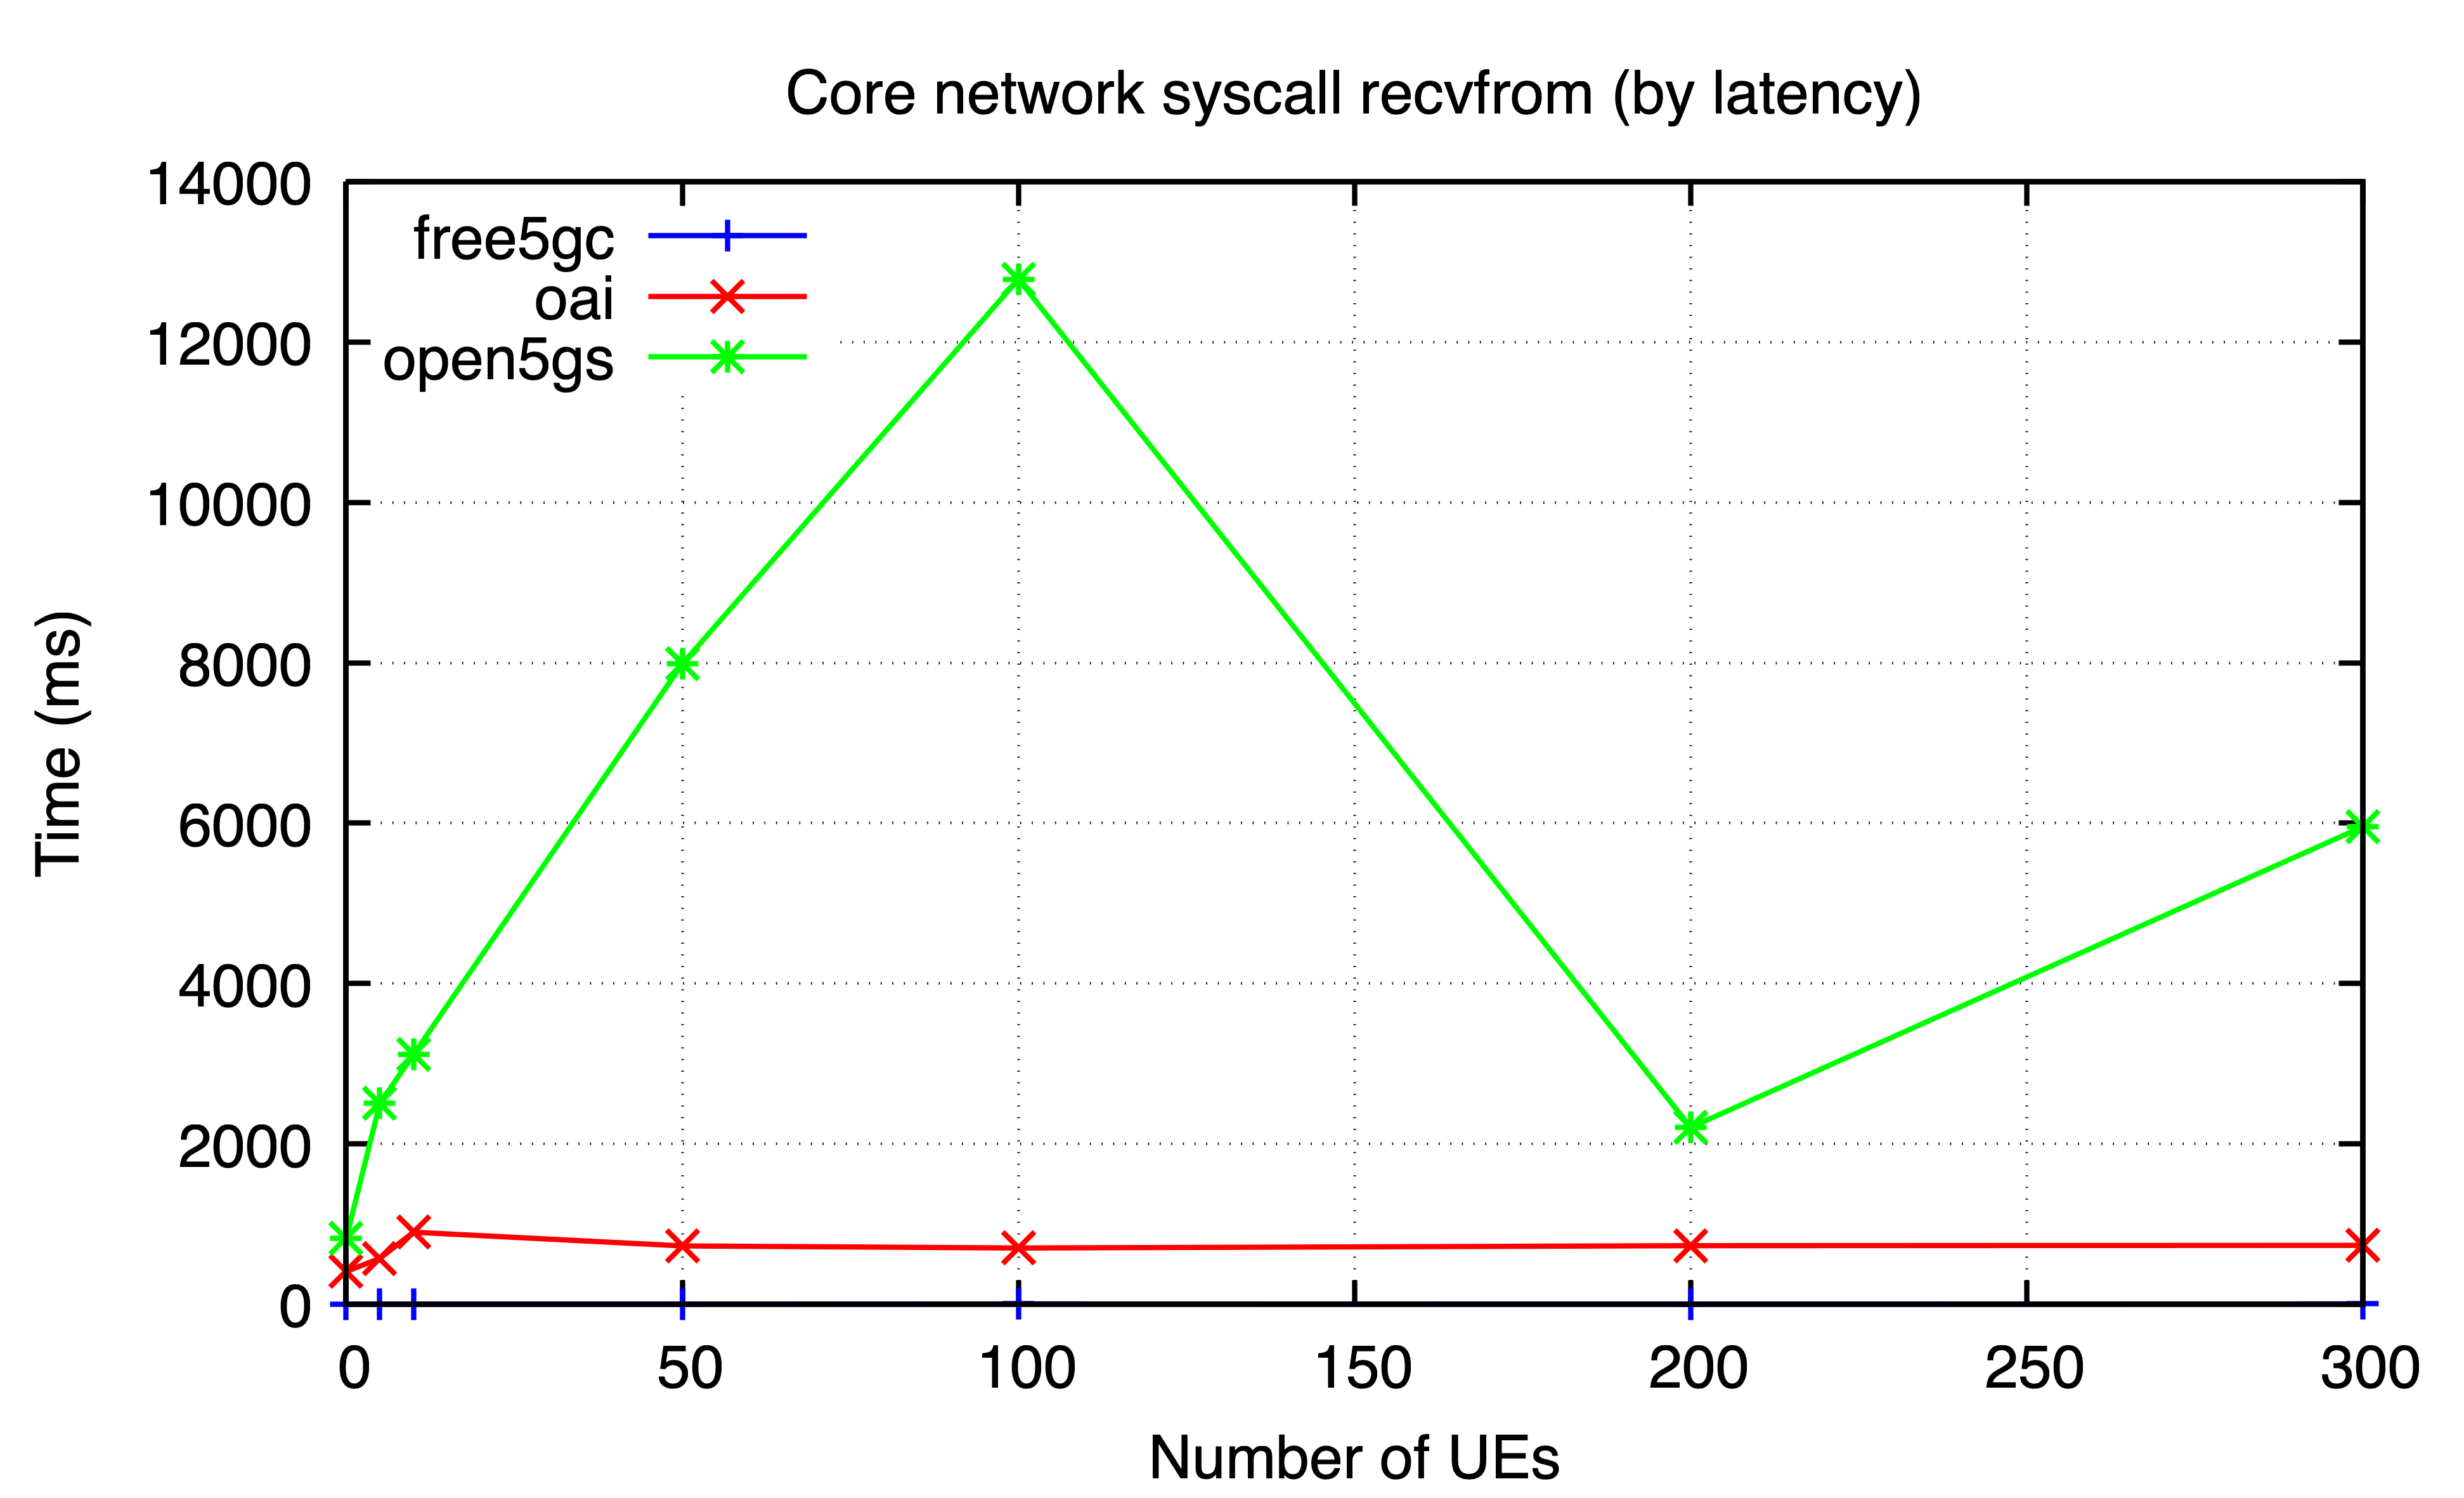 Core network syscall recvfrom (by latency)
14000
12000
10000
8000
6000
4000
2000
0
free5gc
oai
open5gs
Time (ms)
0 50 100 150 200 250 300
Number of UEs